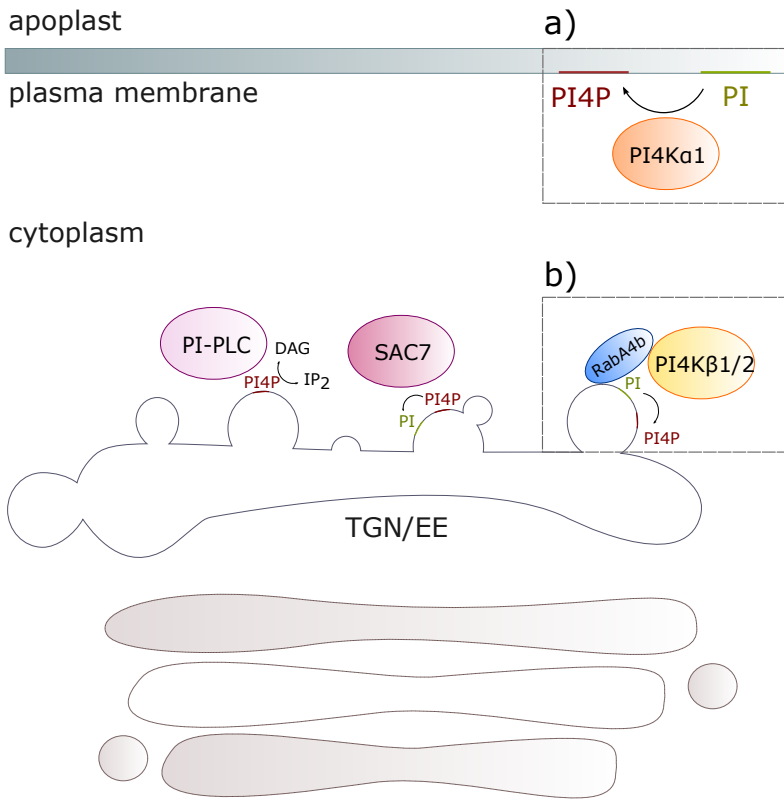 apoplast
a)
plasma membrane
PI4P
PI
PI4Kα1
cytoplasm
b)
PI-PLC
DAG
IP2
PI4P
SAC7
PI4P
PI
RabA4b
PI4Kβ1/2
PI
PI4P
TGN/EE